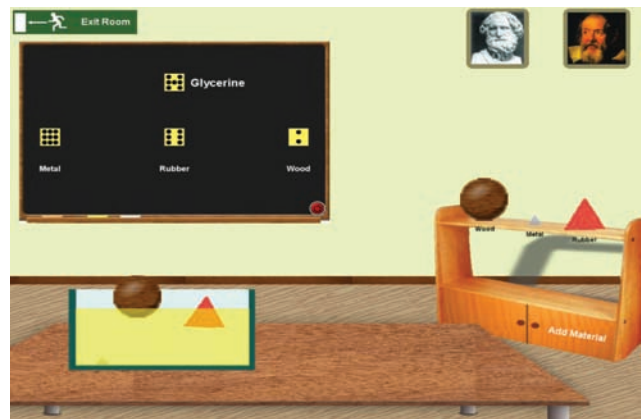 Exit Room
Glycerine
Metal
Rubber
Wood
Wood
Metal
Rubber
Add Material